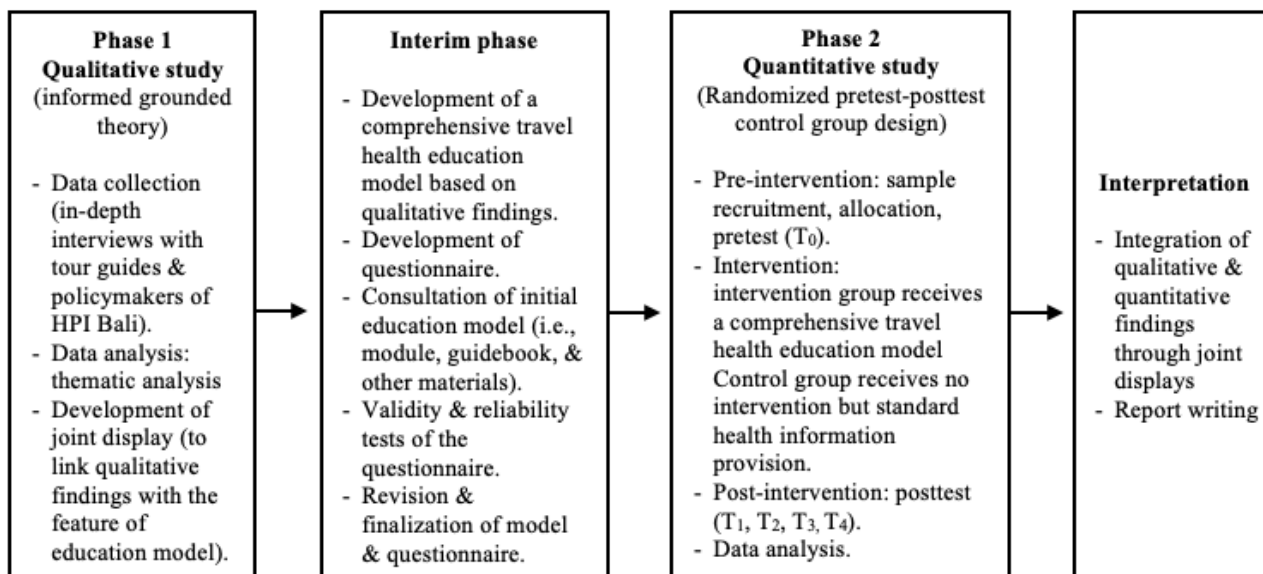 Phase 1
Qualitative study
(informed grounded
theory)
- Data collection
(in-depth
interviews with
tour guides &
policymakers of
HPI Bali).
- Data analysis:
thematic analysis
- Development of
joint display (to
link qualitative
findings with the
feature of
education model).
Interim phase
- Development of a
comprehensive travel
health education
model based on
qualitative findings.
- Development of
questionnaire.
- Consultation of initial
education model (i.e.,
module, guidebook, &
other materials).
- Validity & reliability
tests of the
questionnaire.
- Revision &
finalization of model
& questionnaire.
Phase 2
Quantitative study
(Randomized pretest-posttest
control group design)
- Pre-intervention: sample
recruitment, allocation,
pretest (T₀).
- Intervention:
intervention group receives
a comprehensive travel
health education model
Control group receives no
intervention but standard
health information
provision.
- Post-intervention: posttest
(T₁, T₂, T₃, T₄).
- Data analysis.
Interpretation
- Integration of
qualitative &
quantitative
findings
through joint
displays
- Report writing